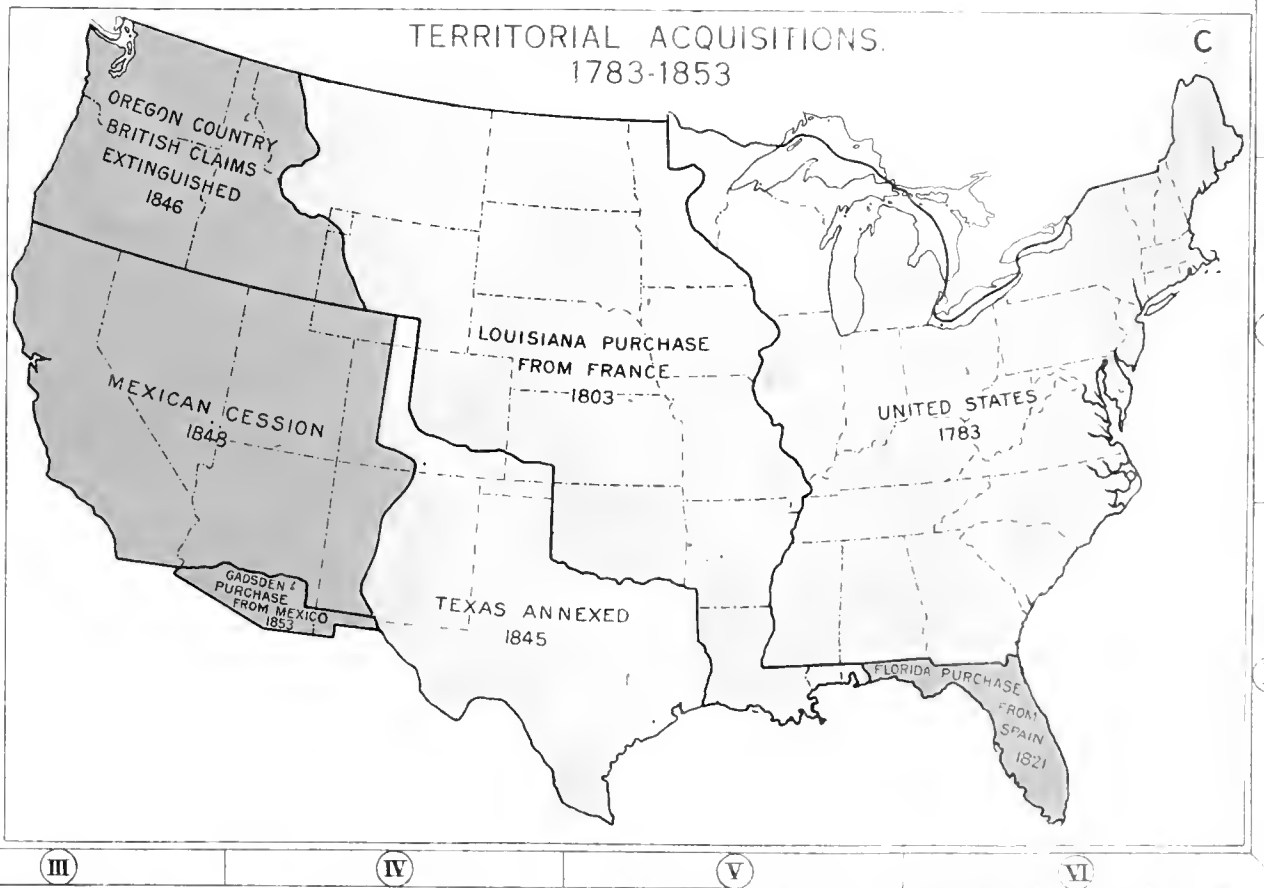 TERRITORIAL ACQUISITIONS.
1783-1853
C
OREGON COUNTRY
BRITISH CLAIMS
EXTINGUISHED
1846
LOUISIANA PURCHASE
FROM FRANCE
1803
MEXICAN CESSION
1848
UNITED STATES
1783
GADSDEN
PURCHASE
FROM MEXICO
1853
TEXAS ANNEXED
1845
FLORIDA PURCHASE
FROM
SPAIN
1821
III
IV
V
VI